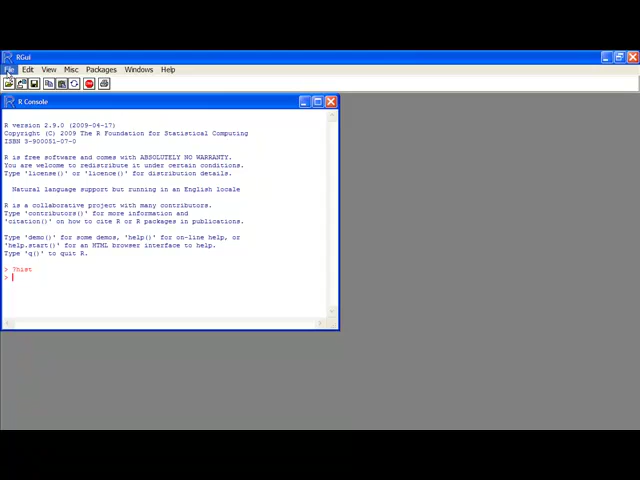 RGui
File Edit View Misc Packages Windows Help
R Console
R version 2.9.0 (2009-04-17)
Copyright (C) 2009 The R Foundation for Statistical Computing
ISBN 3-900051-07-0
R is free software and comes with ABSOLUTELY NO WARRANTY.
You are welcome to redistribute it under certain conditions.
Type 'license()' or 'licence()' for distribution details.
Natural language support but running in an English locale
R is a collaborative project with many contributors.
Type 'contributors()' for more information and
'citation()' on how to cite R or R packages in publications.
Type 'demo()' for some demos, 'help()' for on-line help, or
'help.start()' for an HTML browser interface to help.
Type 'q()' to quit R.
> ?hist
>